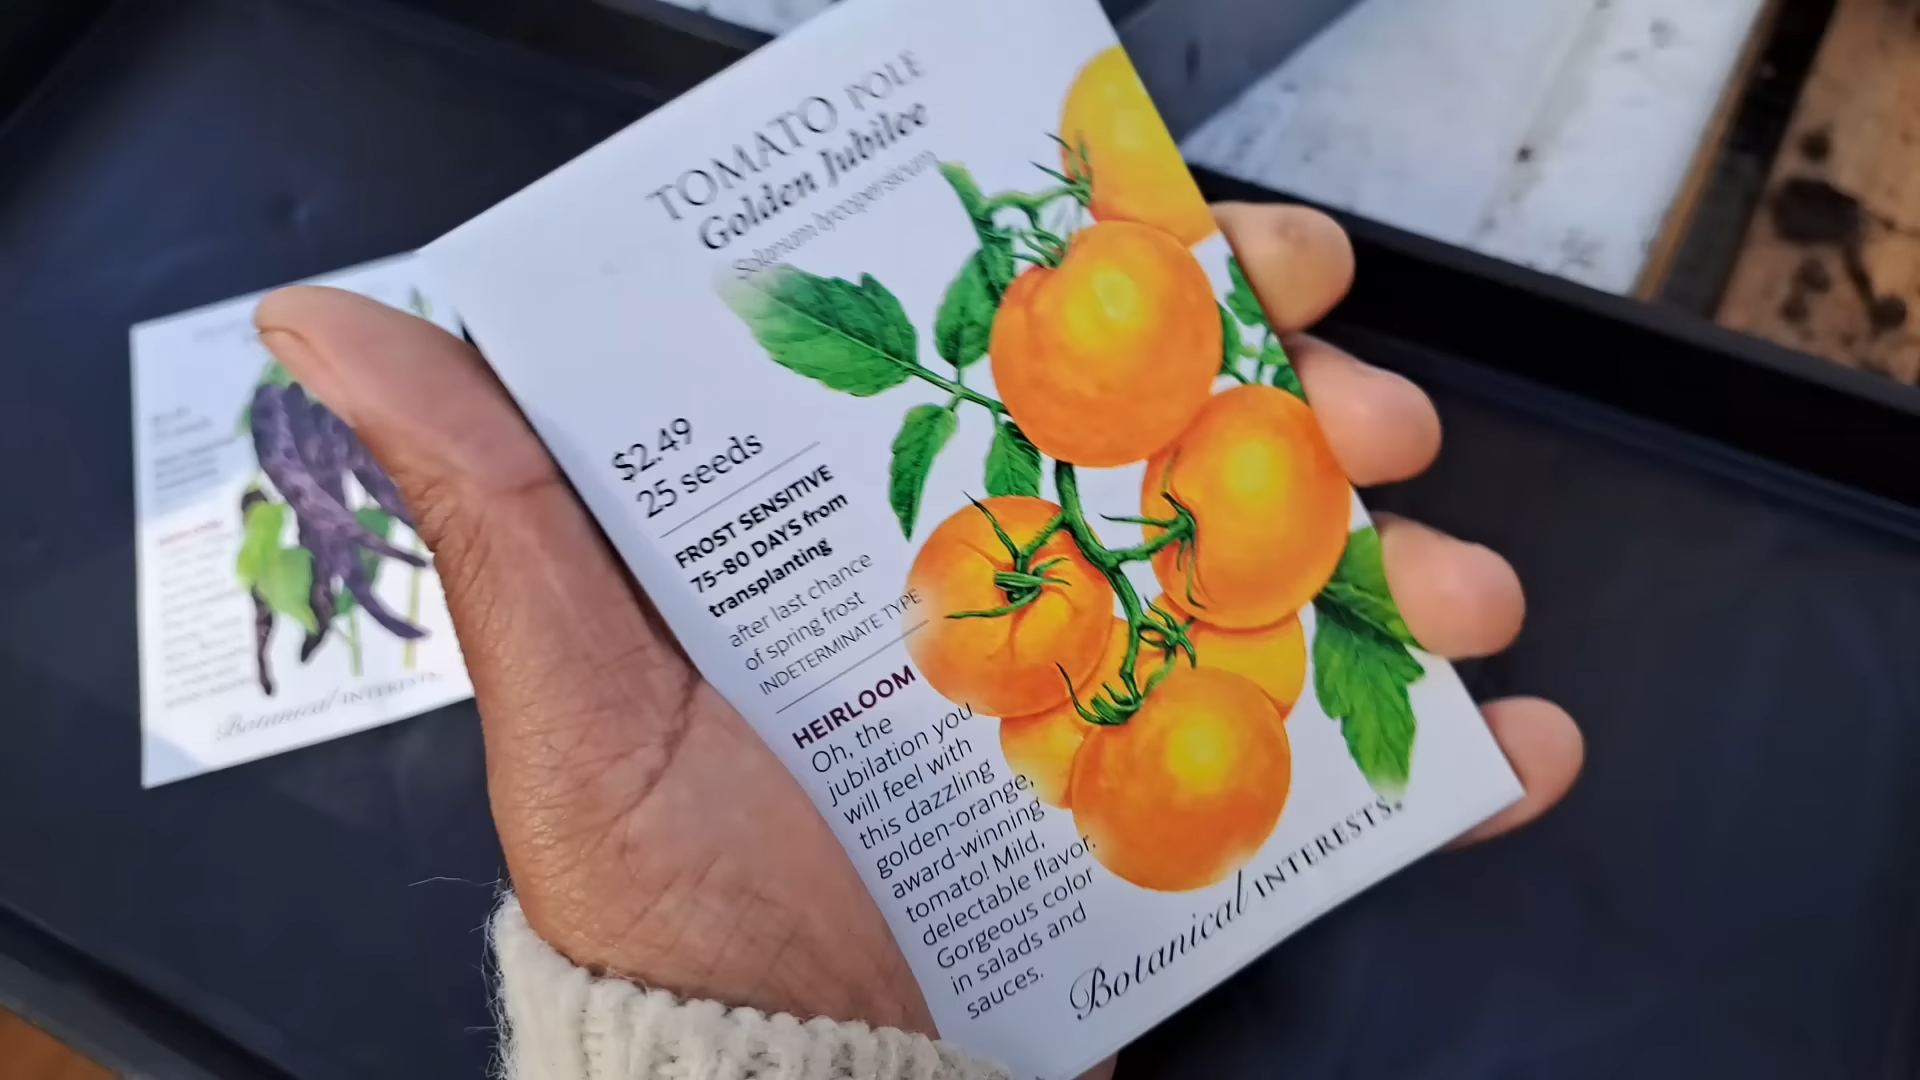 TOMATO POLE
Golden Jubilee
Solanum lycopersicum
$2.49
25 seeds
FROST SENSITIVE
75-80 DAYS from
transplanting
after last chance
of spring frost
INDETERMINATE TYPE
HEIRLOOM
Oh, the
jubilation you
will feel with
this dazzling
golden-orange,
award-winning
tomato! Mild,
delectable flavor.
Gorgeous color
in salads and
sauces.
Botanical INTERESTS®
Botanical INTERESTS